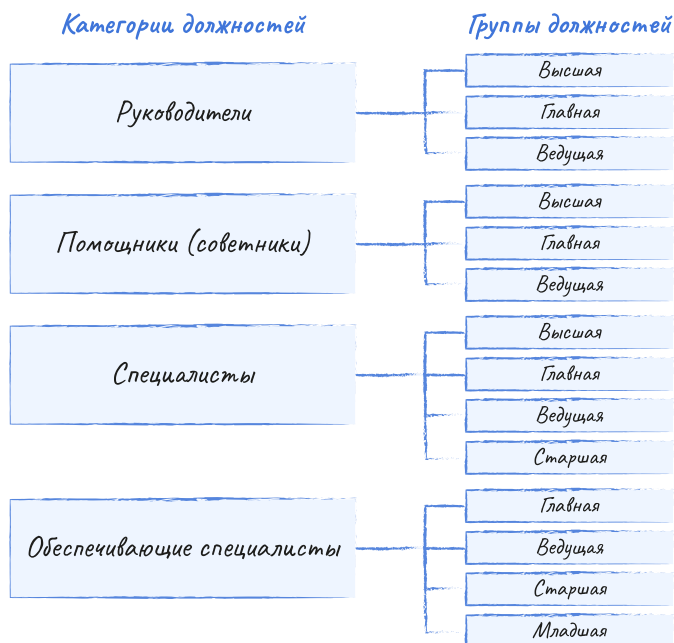 Категории должностей
Группы должностей
Руководители
Высшая
Главная
Ведущая
Помощники (советники)
Высшая
Главная
Ведущая
Специалисты
Высшая
Главная
Ведущая
Старшая
Обеспечивающие специалисты
Главная
Ведущая
Старшая
Младшая